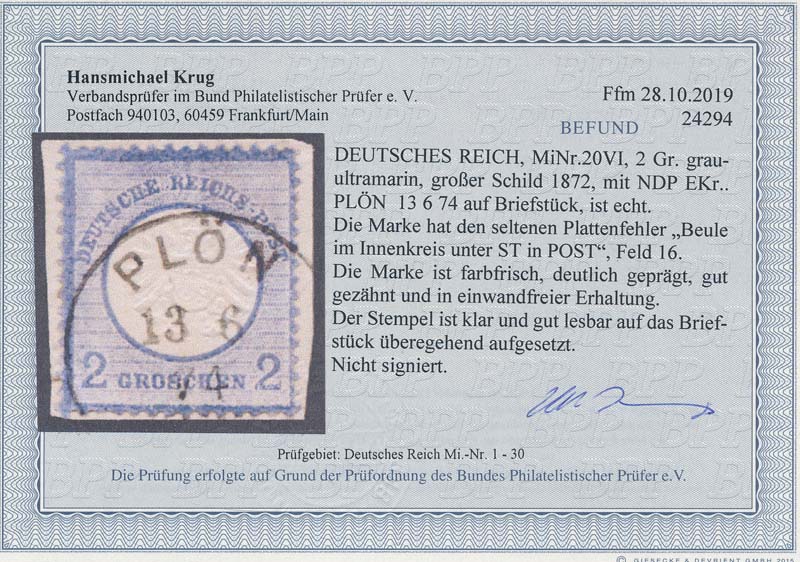 Hansmichael Krug
Verbandsprüfer im Bund Philatelistischer Prüfer e. V.
Postfach 940103, 60459 Frankfurt/Main
Ffm 28.10.2019
24294
BEFUND
DEUTSCHES REICH, MiNr.20VI, 2 Gr. grau-
ultramarin, großer Schild 1872, mit NDP EKr..
PLÖN 13 6 74 auf Briefstück, ist echt.
Die Marke hat den seltenen Plattenfehler „Beule
im Innenkreis unter ST in POST“, Feld 16.
Die Marke ist farbfrisch, deutlich geprägt, gut
gezähnt und in einwandfreier Erhaltung.
Der Stempel ist klar und gut lesbar auf das Brief-
stück übergehend aufgesetzt.
Nicht signiert.
DEUTSCHE REICHS-POST
PLÖN
13 6
74
2 GROSCHEN 2
Prüfgebiet: Deutsches Reich Mi.-Nr. 1 - 30
Die Prüfung erfolgte auf Grund der Prüfordnung des Bundes Philatelistischer Prüfer e.V.
© GIESECKE & DEVRIENT GMBH 2015